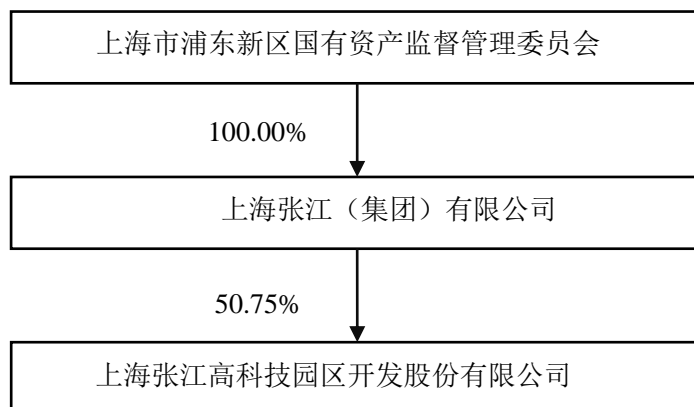 上海市浦东新区国有资产监督管理委员会
100.00%
上海张江（集团）有限公司
50.75%
上海张江高科技园区开发股份有限公司